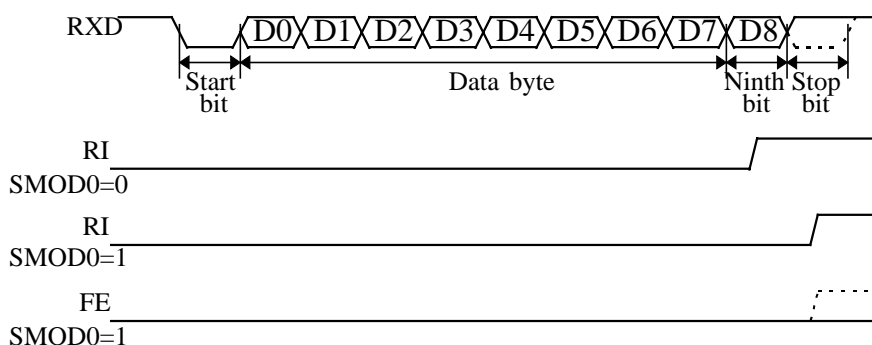 RXD D0 D1 D2 D3 D4 D5 D6 D7 D8
Start bit
Data byte
Ninth bit
Stop bit
RI
SMOD0=0
RI
SMOD0=1
FE
SMOD0=1